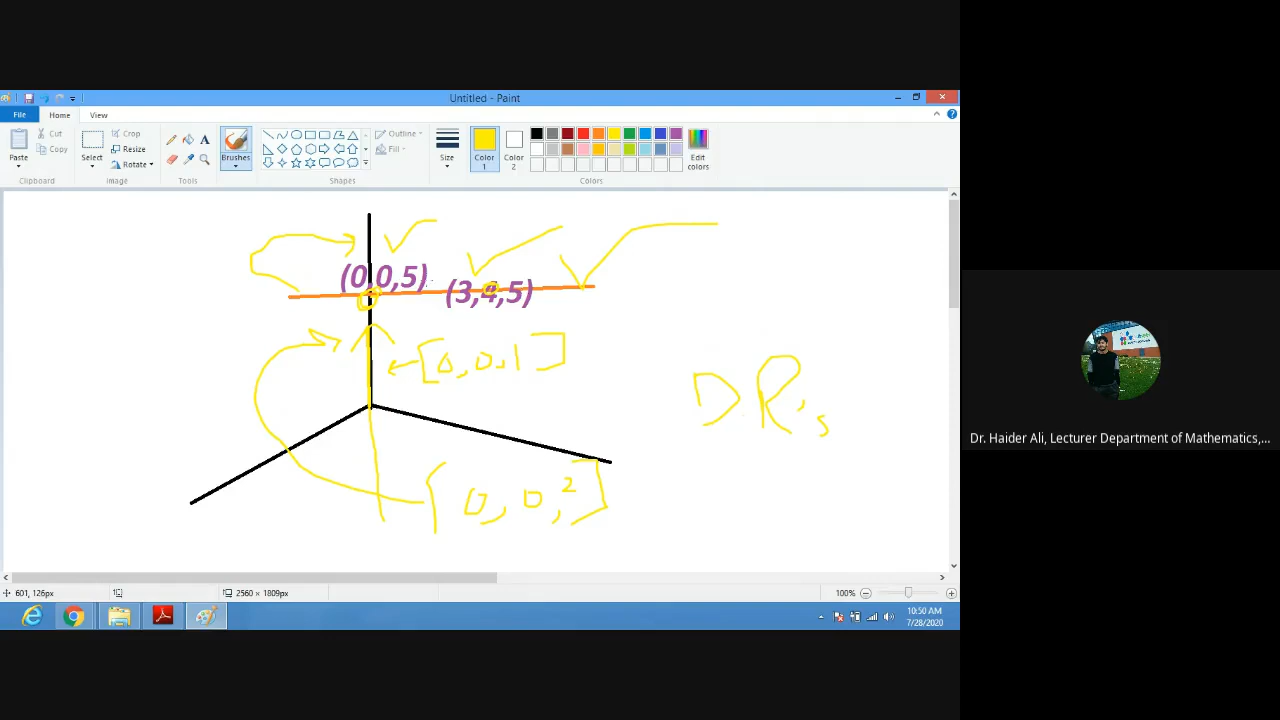 Untitled - Paint
File Home View
Paste
Cut
Copy
Clipboard
Select
Crop
Resize
Rotate
Image
Tools
Brushes
Shapes
Outline
Fill
Size
Color 1
Color 2
Edit colors
Colors
(0,0,5)
(3,4,5)
[0,0,1]
D.R's
[0,0,2]
601, 126px
2560 × 1809px
100%
10:50 AM
7/28/2020
Dr. Haider Ali, Lecturer Department of Mathematics,...